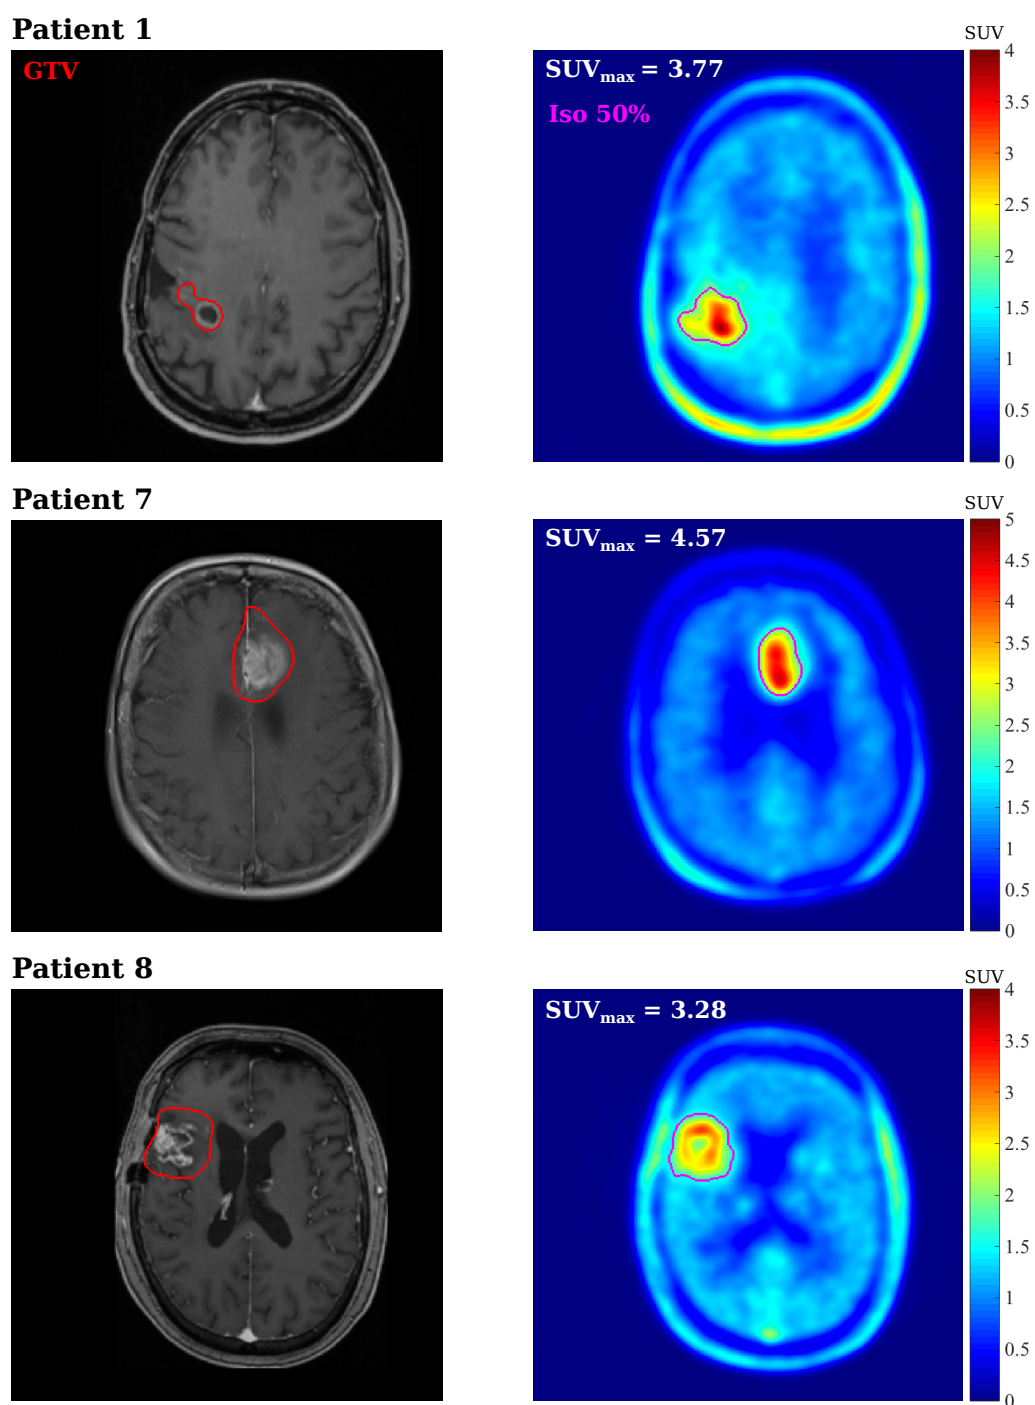 Patient 1
GTV
SUVmax = 3.77
Iso 50%
SUV
4
3.5
3
2.5
2
1.5
1
0.5
0
Patient 7
SUVmax = 4.57
SUV
5
4.5
4
3.5
3
2.5
2
1.5
1
0.5
0
Patient 8
SUVmax = 3.28
SUV
4
3.5
3
2.5
2
1.5
1
0.5
0